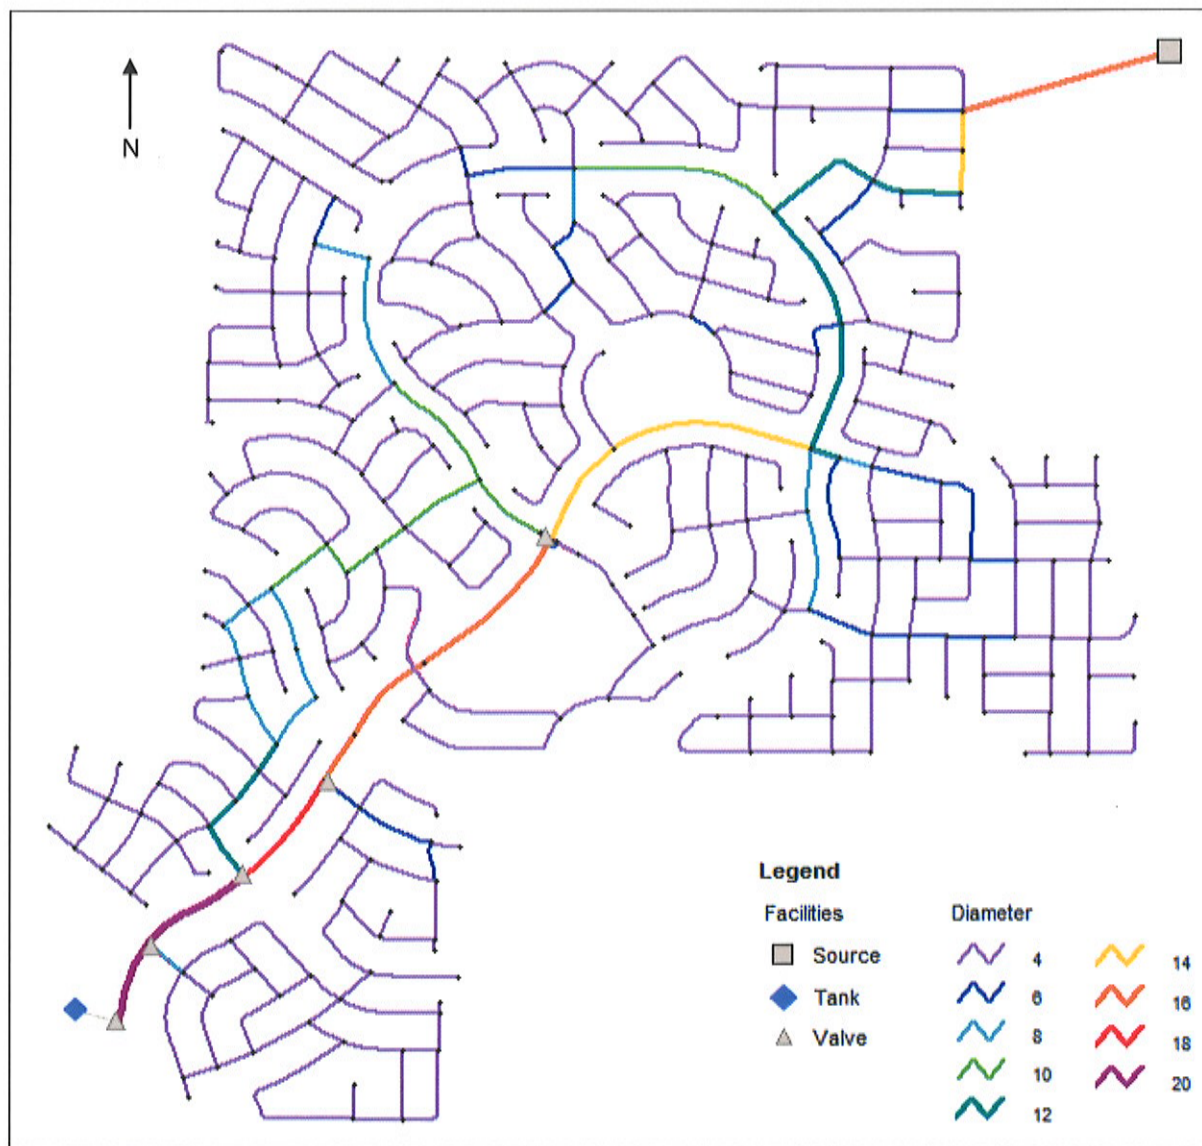 N
Legend
Facilities Diameter
Source 4 14
Tank 6 16
Valve 8 18
10 20
12